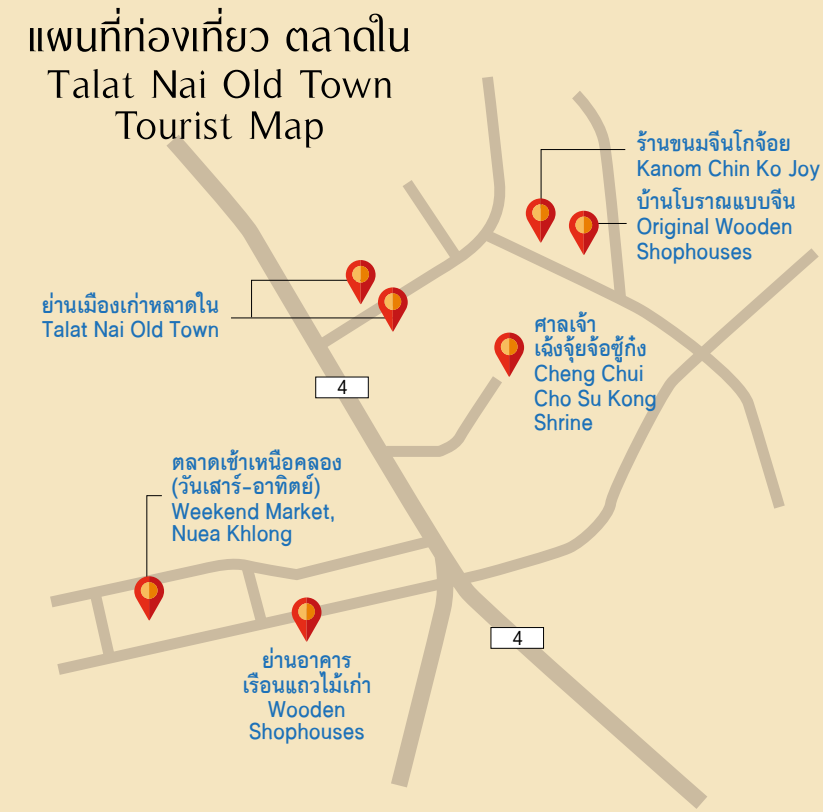 แผนที่ท่องเที่ยว ตลาดใน
Talat Nai Old Town
Tourist Map
ร้านขนมจีนโกจ้อย
Kanom Chin Ko Joy
บ้านโบราณแบบจีน
Original Wooden
Shophouses
ย่านเมืองเก่าหลาดใน
Talat Nai Old Town
ศาลเจ้า
เฉ้งจุ้ยจ้อซู้ก๋ง
Cheng Chui
Cho Su Kong
Shrine
4
ตลาดเช้าเหนือคลอง
(วันเสาร์-อาทิตย์)
Weekend Market,
Nuea Khlong
4
ย่านอาคาร
เรือนแถวไม้เก่า
Wooden
Shophouses